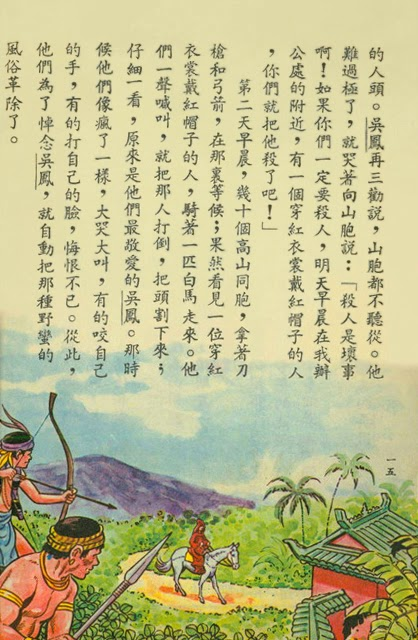 的人頭。吳鳳再三勸說，山胞都不聽從。他
難過極了，就哭著向山胞說：「殺人是壞事
啊！如果你們一定要殺人，明天早晨在我辦
公處的附近，有一個穿紅衣裳戴紅帽子的人
，你們就把他殺了吧！」
第二天早晨，幾十個高山同胞，拿著刀
槍和弓箭，在那裏等候；果然看見一位穿紅
衣裳戴紅帽子的人，騎著一匹白馬走來。他
們一聲喊叫，就把那人打倒，把頭割下來；
仔細一看，原來是他們最敬愛的吳鳳。那時
候他們像瘋了一樣，大哭大叫，有的咬自己
的手，有的打自己的臉，悔恨不已。從此，
他們為了悼念吳鳳，就自動把那種野蠻的
風俗革除了。
一五